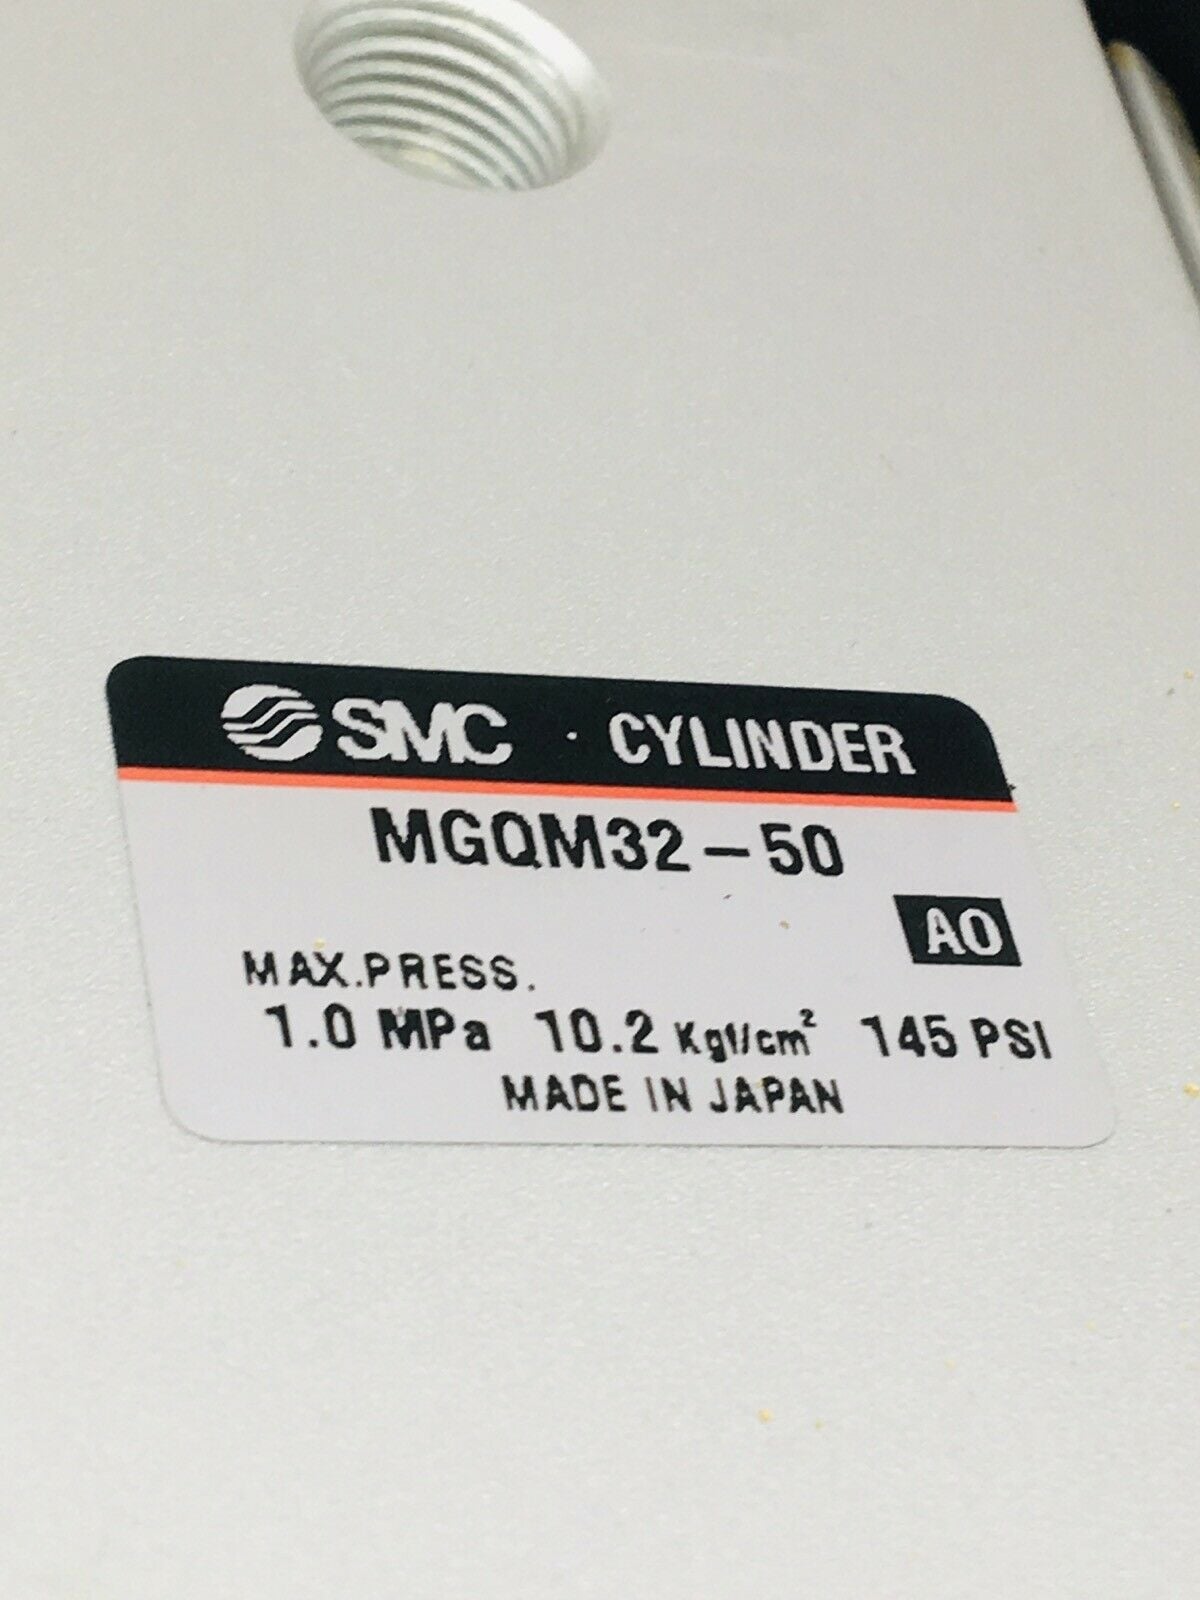 SMC · CYLINDER
MGQM32-50
AO
MAX.PRESS.
1.0 MPa 10.2 Kgf/cm² 145 PSI
MADE IN JAPAN